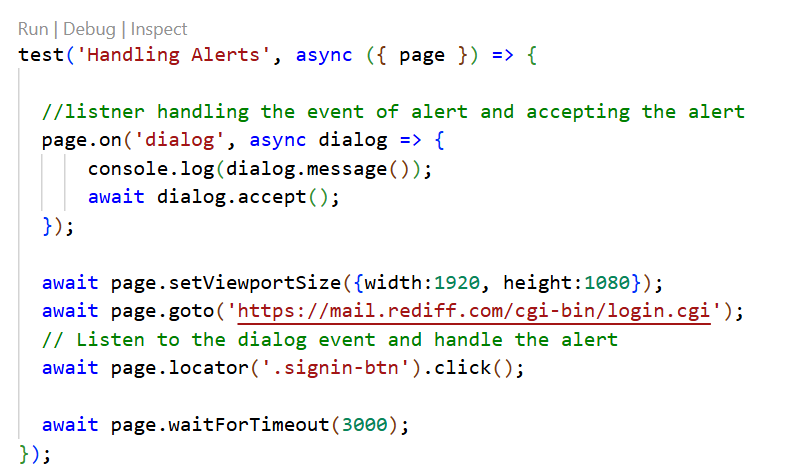 Run | Debug | Inspect
test('Handling Alerts', async ({ page }) => {
//listner handling the event of alert and accepting the alert
page.on('dialog', async dialog => {
console.log(dialog.message());
await dialog.accept();
});
await page.setViewportSize({width:1920, height:1080});
await page.goto('https://mail.rediff.com/cgi-bin/login.cgi');
// Listen to the dialog event and handle the alert
await page.locator('.signin-btn').click();
await page.waitForTimeout(3000);
});